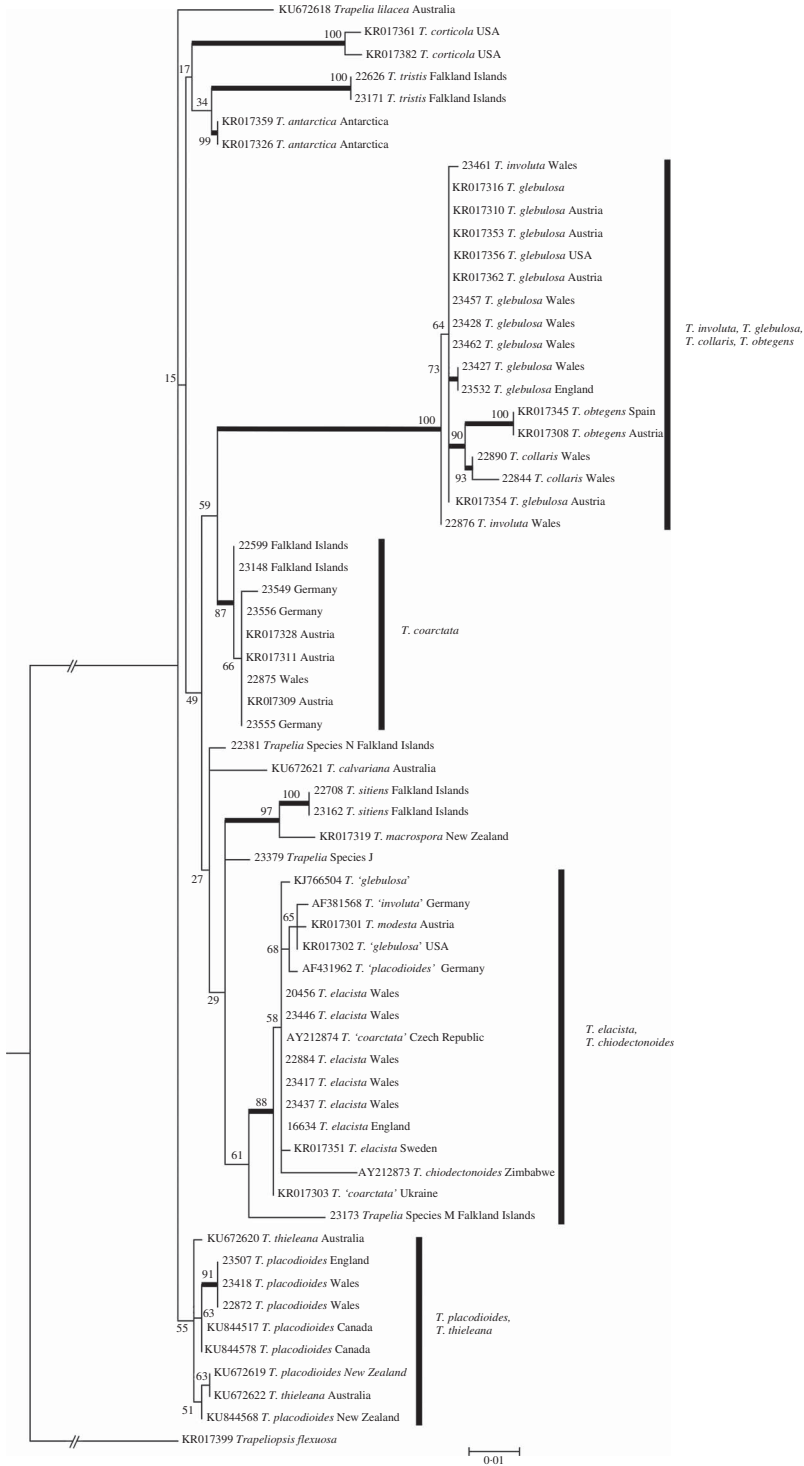 KU672618 Trapelia lilacea Australia
100 KR017361 T. corticola USA
KR017382 T. corticola USA
17
100 22626 T. tristis Falkland Islands
34
23171 T. tristis Falkland Islands
KR017359 T. antarctica Antarctica
99 KR017326 T. antarctica Antarctica
23461 T. involuta Wales
KR017316 T. glebulosa
KR017310 T. glebulosa Austria
KR017353 T. glebulosa Austria
KR017356 T. glebulosa USA
KR017362 T. glebulosa Austria
23457 T. glebulosa Wales
64 23428 T. glebulosa Wales
T. involuta, T. glebulosa,
T. collaris, T. obtegens
23462 T. glebulosa Wales
73 23427 T. glebulosa Wales
15
23532 T. glebulosa England
100 KR017345 T. obtegens Spain
100
90 KR017308 T. obtegens Austria
22890 T. collaris Wales
93 22844 T. collaris Wales
KR017354 T. glebulosa Austria
59
22876 T. involuta Wales
22599 Falkland Islands
23148 Falkland Islands
23549 Germany
87 23556 Germany
KR017328 Austria
T. coarctata
66 KR017311 Austria
22875 Wales
49
KR017309 Austria
23555 Germany
22381 Trapelia Species N Falkland Islands
KU672621 T. calvariana Australia
100 22708 T. sitiens Falkland Islands
97 23162 T. sitiens Falkland Islands
KR017319 T. macrospora New Zealand
23379 Trapelia Species J
27
KJ766504 T. ‘glebulosa’
AF381568 T. ‘involuta’ Germany
65 KR017301 T. modesta Austria
68 KR017302 T. ‘glebulosa’ USA
AF431962 T. ‘placodioides’ Germany
29
20456 T. elacista Wales
58 23446 T. elacista Wales
AY212874 T. ‘coarctata’ Czech Republic
T. elacista,
T. chiodectonoides
22884 T. elacista Wales
23417 T. elacista Wales
88 23437 T. elacista Wales
16634 T. elacista England
61 KR017351 T. elacista Sweden
AY212873 T. chiodectonoides Zimbabwe
KR017303 T. ‘coarctata’ Ukraine
23173 Trapelia Species M Falkland Islands
KU672620 T. thieleana Australia
23507 T. placodioides England
91 23418 T. placodioides Wales
22872 T. placodioides Wales
63
55 KU844517 T. placodioides Canada
T. placodioides,
T. thieleana
KU844578 T. placodioides Canada
63 KU672619 T. placodioides New Zealand
KU672622 T. thieleana Australia
51
KU844568 T. placodioides New Zealand
KR017399 Trapeliopsis flexuosa
0·01